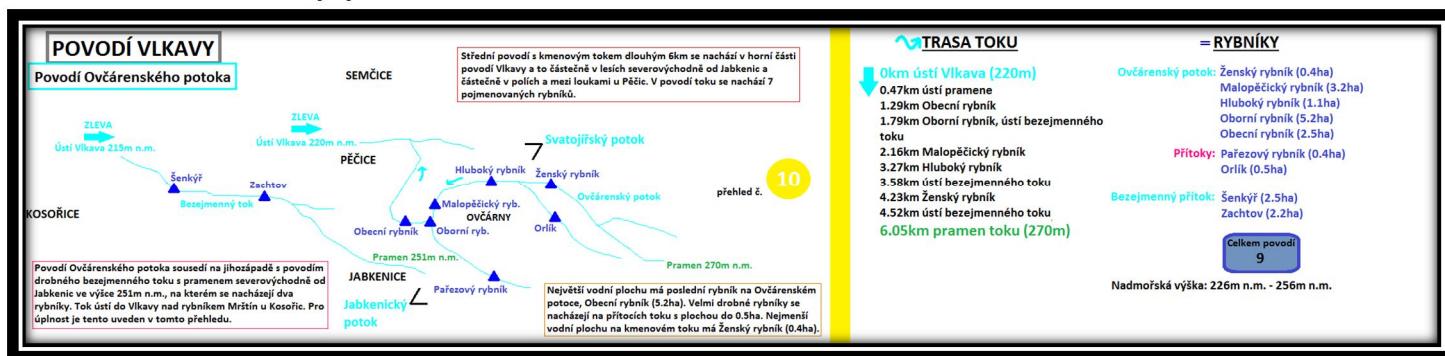 POVODÍ VLKAVY
Povodí Ovčárenského potoka
SEMČICE
Střední povodí s kmenovým tokem dlouhým 6km se nachází v horní části
povodí Vlkavy a to částečně v lesích severovýchodně od Jabkenic a
částečně v polích a mezi loukami u Pěčic. V povodí toku se nachází 7
pojmenovaných rybníků.
ZLEVA
Ústí Vlkava 215m n.m.
ZLEVA
Ústí Vlkava 220m n.m.
Svatojiřský potok
PĚČICE
Šenkýř
Zachtov
Bezejmenný tok
Hluboký rybník
Ženský rybník
Ovčárenský potok
přehled č.
10
KOSOŘICE
Malopěčický ryb.
OVČÁRNY
Obecní rybník
Oborní ryb.
Orlík
Pramen 251m n.m.
Pramen 270m n.m.
JABKENICE
Pařezový rybník
Jabkenický
potok
Povodí Ovčárenského potoka sousedí na jihozápadě s povodím
drobného bezejmenného toku s pramenem severovýchodně od
Jabkenic ve výšce 251m n.m., na kterém se nacházejí dva
rybníky. Tok ústí do Vlkavy nad rybníkem Mrštín u Kosořic. Pro
úplnost je tento uveden v tomto přehledu.
Největší vodní plochu má poslední rybník na Ovčárenském
potoce, Obecní rybník (5.2ha). Velmi drobné rybníky se
nacházejí na přítocích toku s plochou do 0.5ha. Nejmenší
vodní plochu na kmenovém toku má Ženský rybník (0.4ha).
TRASA TOKU
0km ústí Vlkava (220m)
0.47km ústí pramene
1.29km Obecní rybník
1.79km Oborní rybník, ústí bezejmenného
toku
2.16km Malopěčický rybník
3.27km Hluboký rybník
3.58km ústí bezejmenného toku
4.23km Ženský rybník
4.52km ústí bezejmenného toku
6.05km pramen toku (270m)
= RYBNÍKY
Ovčárenský potok: Ženský rybník (0.4ha)
Malopěčický rybník (3.2ha)
Hluboký rybník (1.1ha)
Oborní rybník (5.2ha)
Obecní rybník (2.5ha)
Přítoky: Pařezový rybník (0.4ha)
Orlík (0.5ha)
Bezejmenný přítok: Šenkýř (2.5ha)
Zachtov (2.2ha)
Celkem povodí
9
Nadmořská výška: 226m n.m. - 256m n.m.